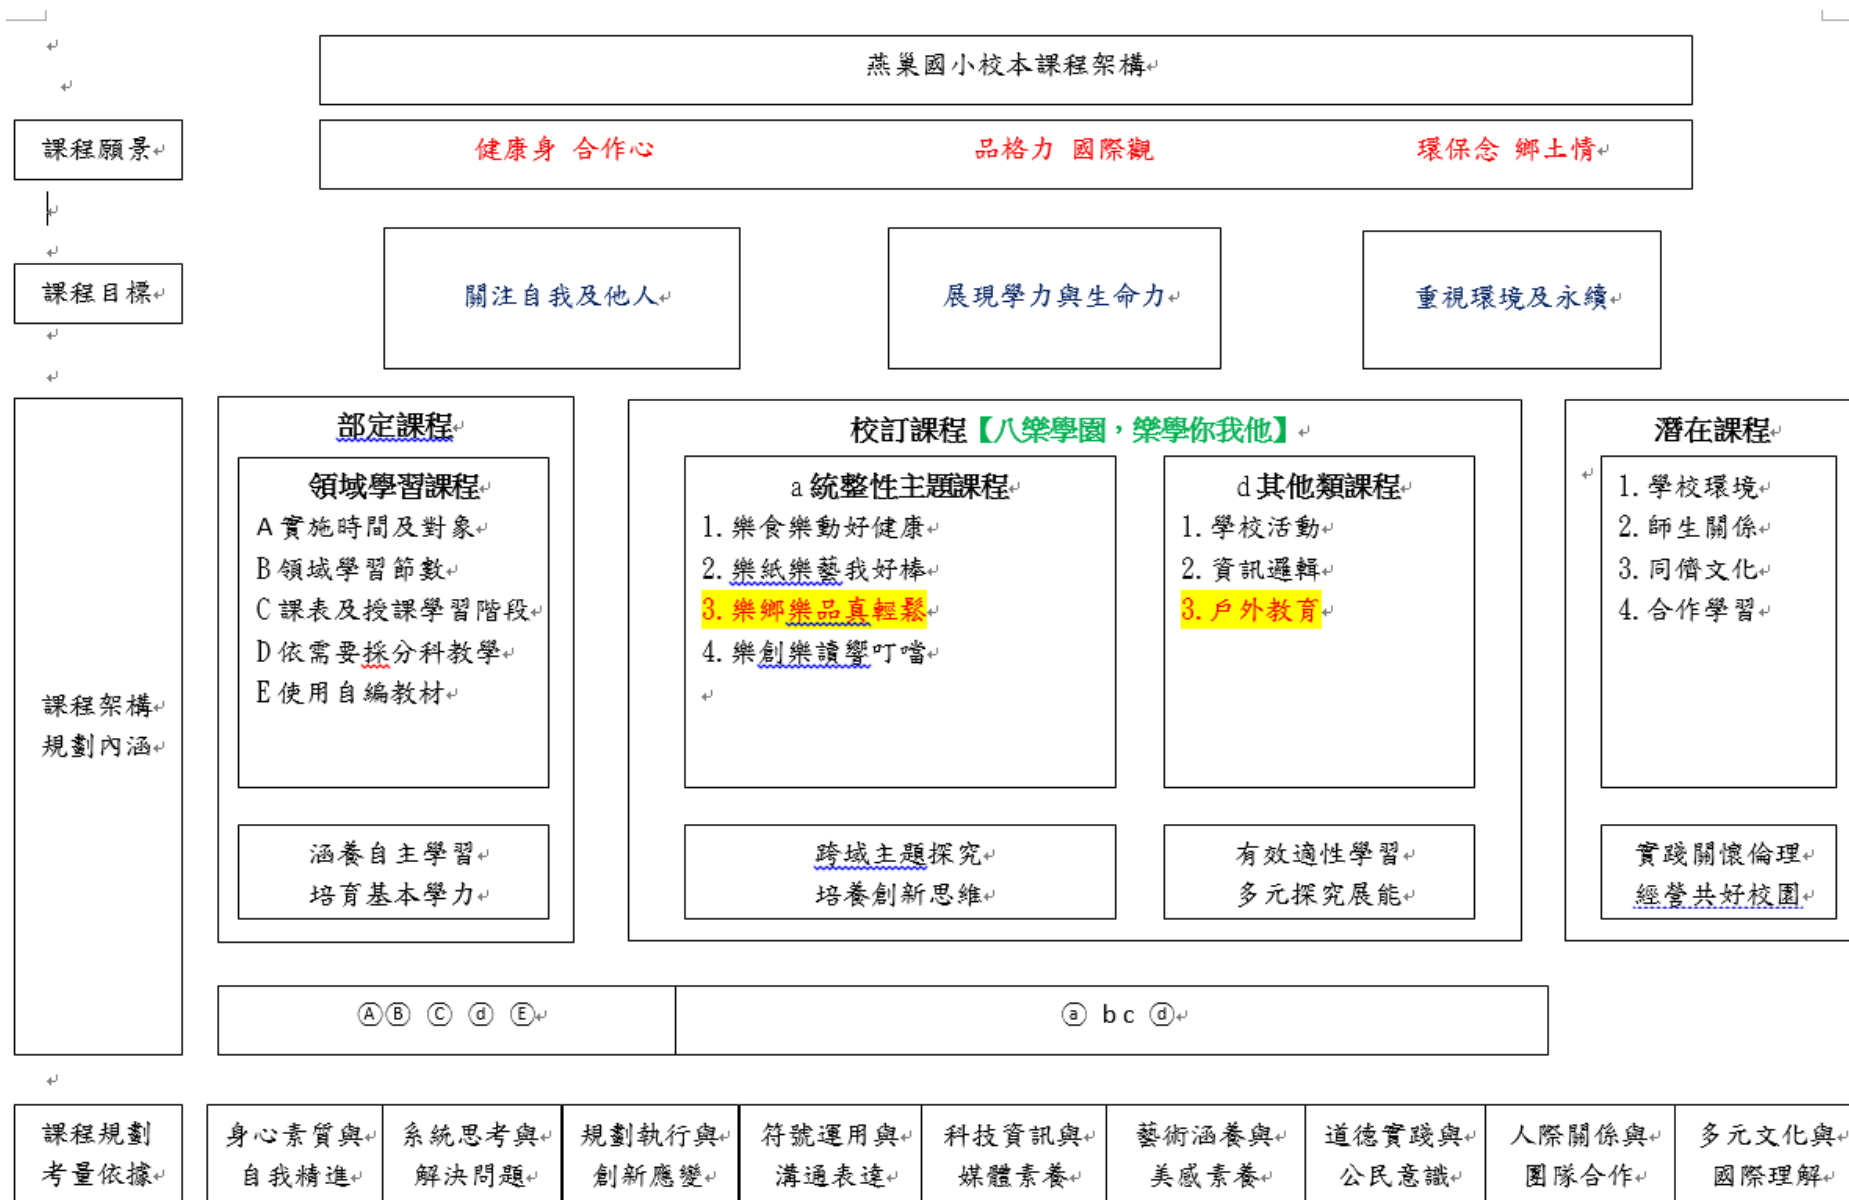 燕巢國小校本課程架構
課程願景
健康身 合作心 品格力 國際觀 環保念 鄉土情
課程目標
關注自我及他人
展現學力與生命力
重視環境及永續
課程架構
規劃內涵
部定課程
領域學習課程
A 實施時間及對象
B 領域學習節數
C 課表及授課學習階段
D 依需要採分科教學
E 使用自編教材
涵養自主學習
培育基本學力
校訂課程【八樂學園，樂學你我他】
a 統整性主題課程
1. 樂食樂動好健康
2. 樂紙樂藝我好棒
3. 樂鄉樂品真輕鬆
4. 樂創樂讀響叮噹
跨域主題探究
培養創新思維
d 其他類課程
1. 學校活動
2. 資訊邏輯
3. 戶外教育
有效適性學習
多元探究展能
潛在課程
1. 學校環境
2. 師生關係
3. 同儕文化
4. 合作學習
實踐關懷倫理
經營共好校園
ⒶⒷ Ⓒ ⓓ Ⓔ
ⓐ b c ⓓ
課程規劃
考量依據
身心素質與
自我精進
系統思考與
解決問題
規劃執行與
創新應變
符號運用與
溝通表達
科技資訊與
媒體素養
藝術涵養與
美感素養
道德實踐與
公民意識
人際關係與
團隊合作
多元文化與
國際理解